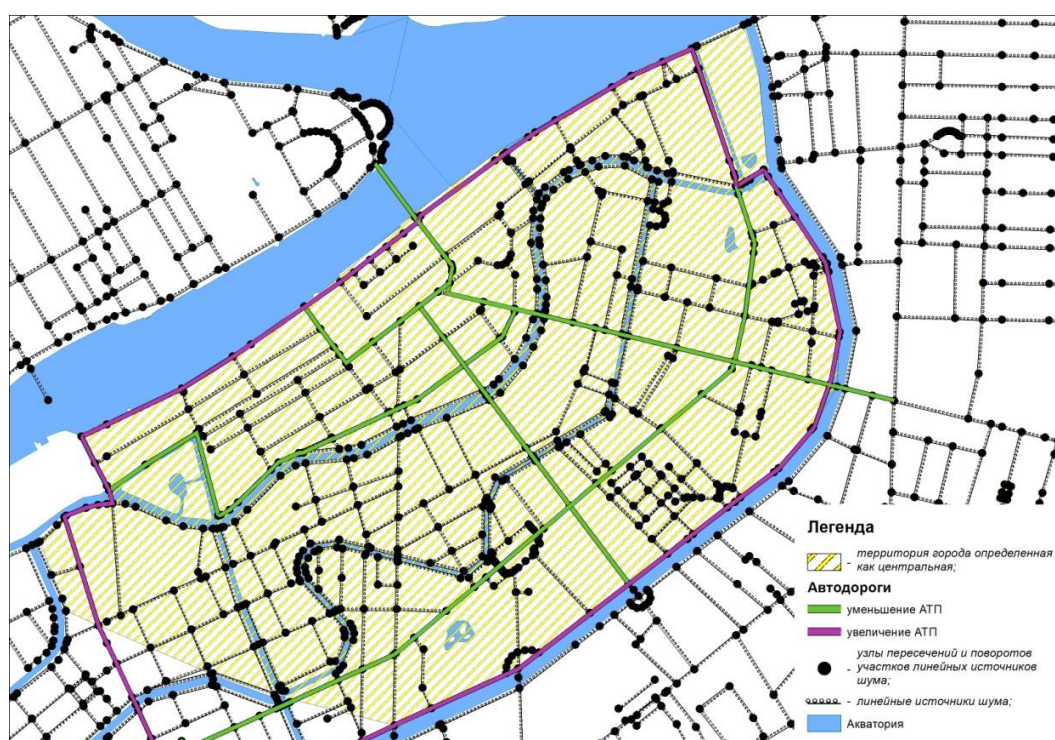 Легенда
- территория города определенная
как центральная;
Автодороги
уменьшение АТП
увеличение АТП
узлы пересечений и поворотов
- участков линейных источников
шума;
- линейные источники шума;
Акватория